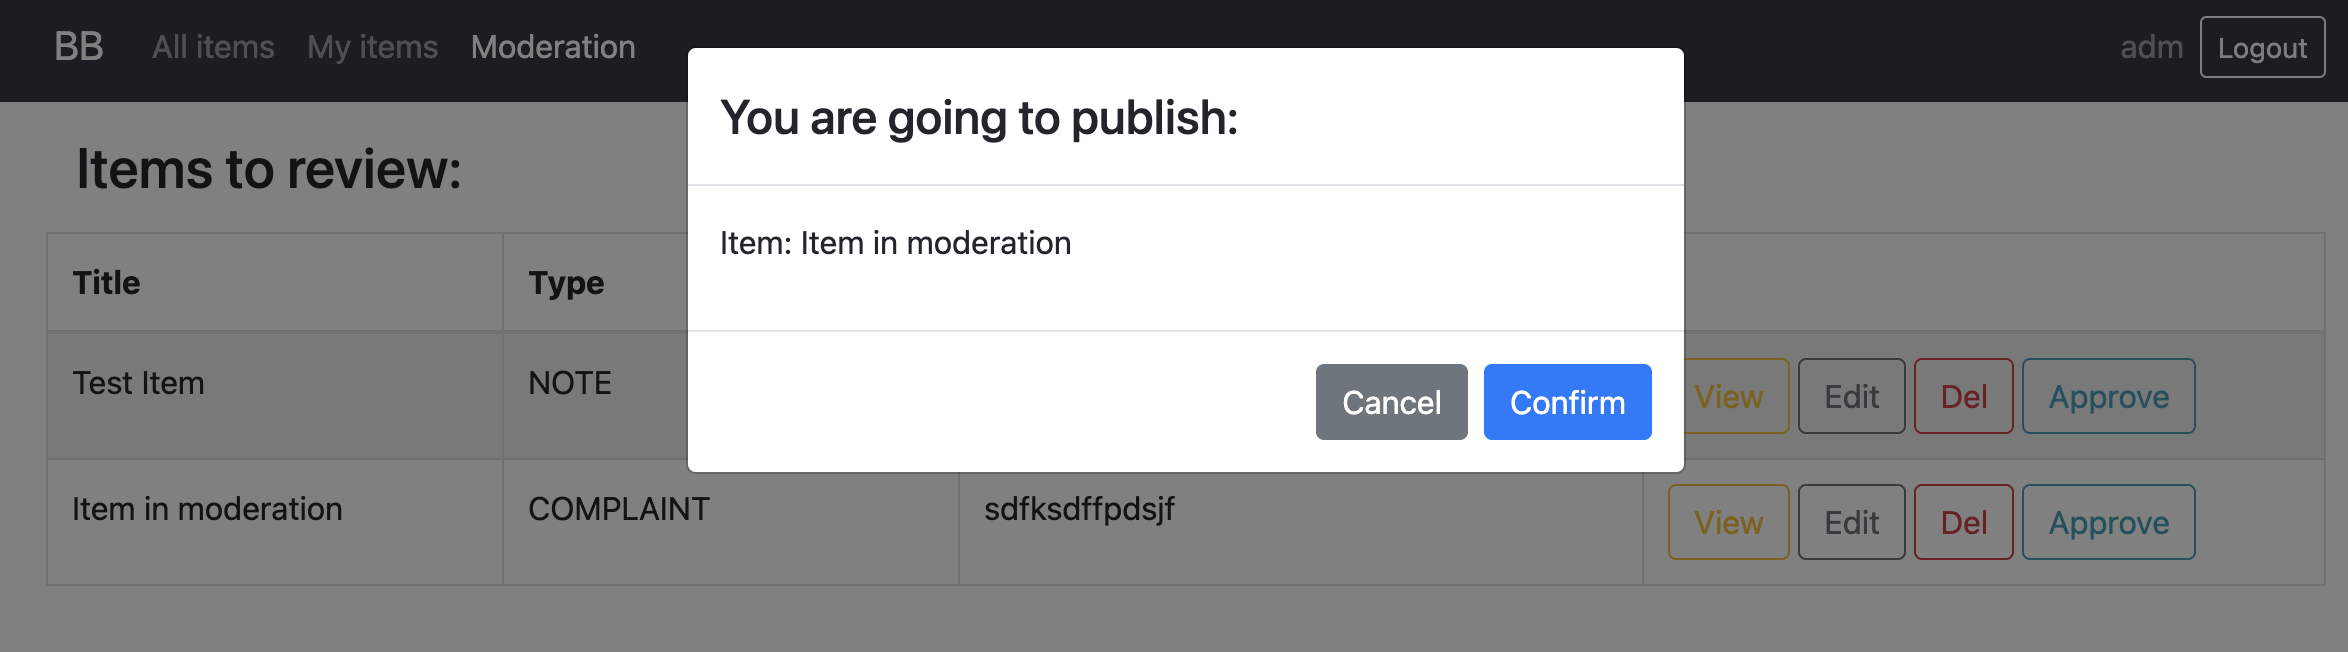 BB All items My items Moderation adm Logout
You are going to publish:
Items to review:
Item: Item in moderation
Title Type
Cancel Confirm
Test Item NOTE View Edit Del Approve
Item in moderation COMPLAINT sdfksdffpdsjf View Edit Del Approve